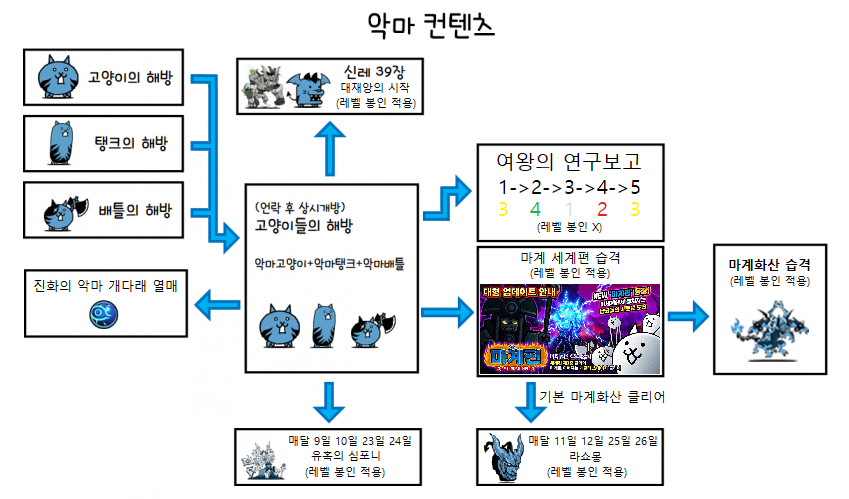 악마 컨텐츠
고양이의 해방
탱크의 해방
배틀의 해방
신레 39장
대재앙의 시작
(레벨 봉인 적용)
(언락 후 상시개방)
고양이들의 해방
악마고양이+악마탱크+악마배틀
여왕의 연구보고
1->2->3->4->5
3 4 1 2 3
(레벨 봉인 X)
진화의 악마 개다래 열매
마계 세계편 습격
(레벨 봉인 적용)
대형 업데이트 안내
NEW "마계편" 등장!
마계편
마계화산 습격
(레벨 봉인 적용)
기본 마계화산 클리어
매달 9일 10일 23일 24일
유혹의 심포니
(레벨 봉인 적용)
매달 11일 12일 25일 26일
라쇼몽
(레벨 봉인 적용)